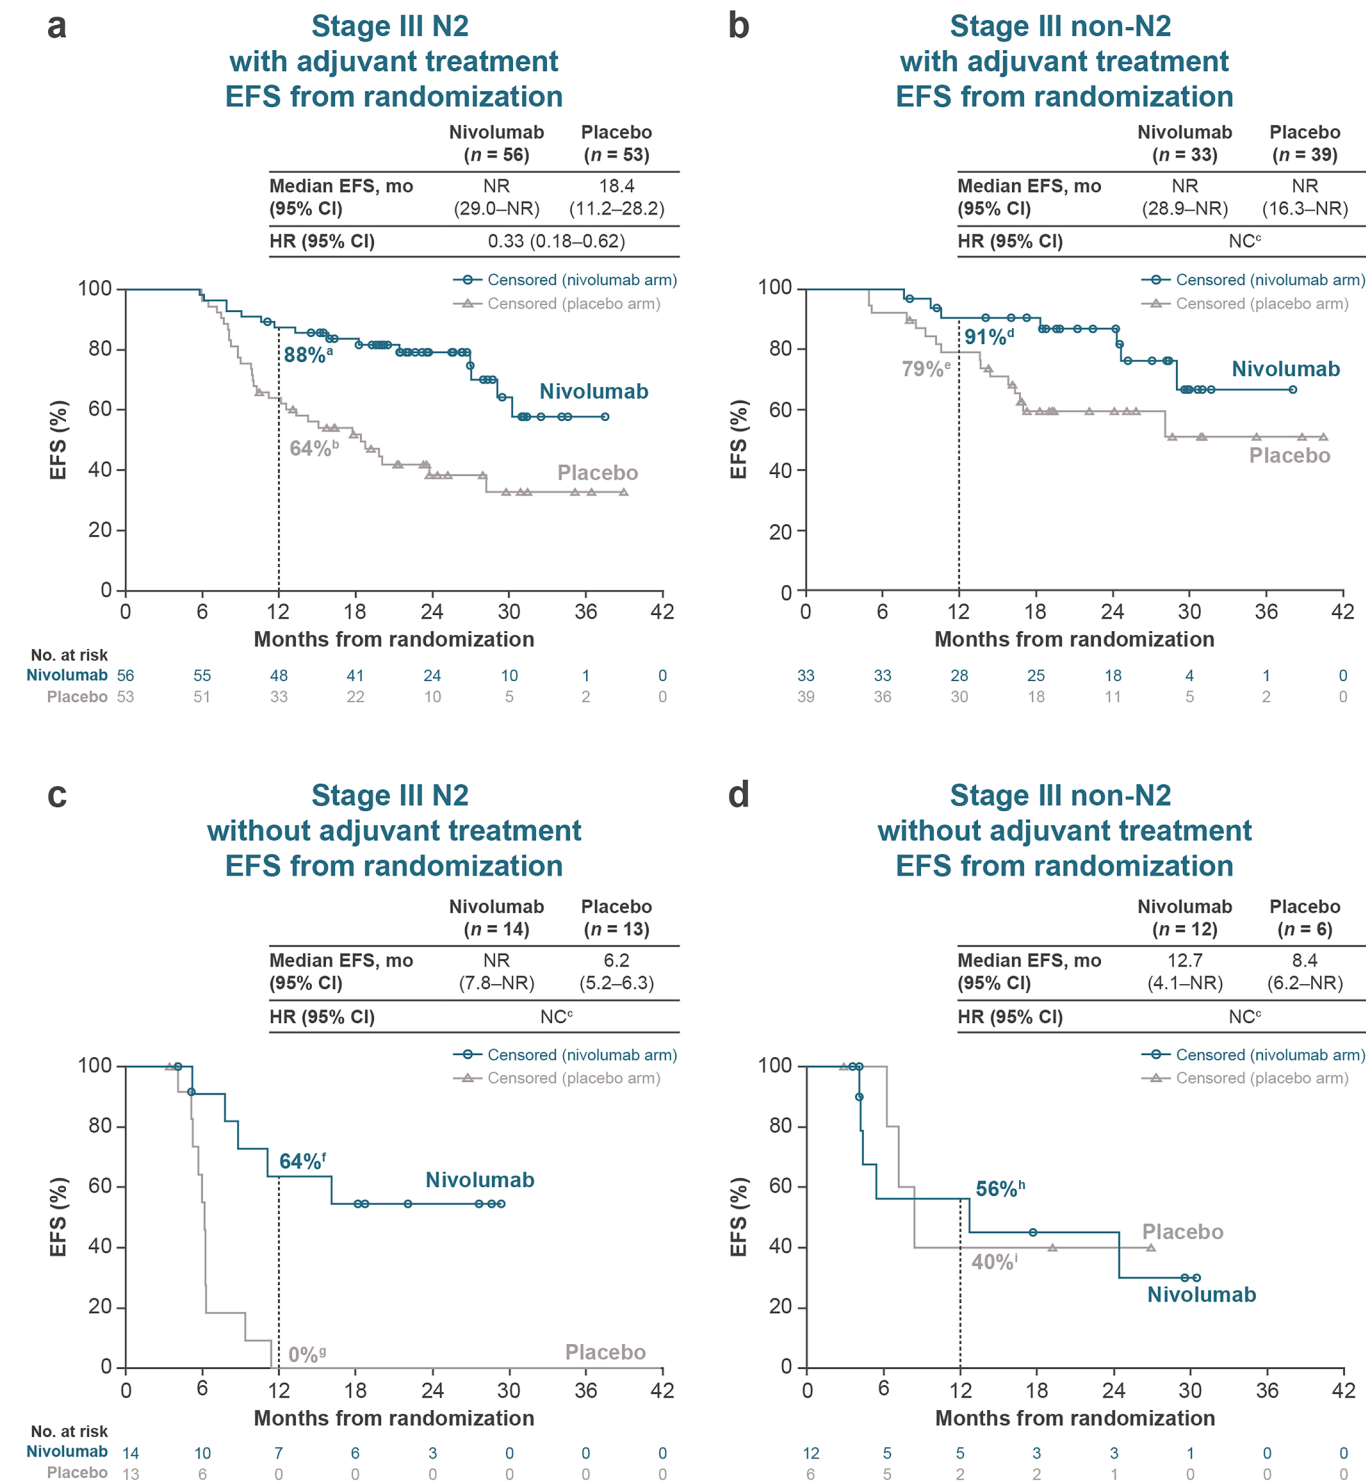 a
Stage III N2
with adjuvant treatment
EFS from randomization
Nivolumab Placebo
(n = 56) (n = 53)
Median EFS, mo NR 18.4
(95% CI) (29.0–NR) (11.2–28.2)
HR (95% CI) 0.33 (0.18–0.62)
Censored (nivolumab arm)
Censored (placebo arm)
100
80
60
40
20
0
EFS (%)
88%ᵃ
64%ᵇ
Nivolumab
Placebo
0 6 12 18 24 30 36 42
Months from randomization
No. at risk
Nivolumab 56 55 48 41 24 10 1 0
Placebo 53 51 33 22 10 5 2 0
b
Stage III non-N2
with adjuvant treatment
EFS from randomization
Nivolumab Placebo
(n = 33) (n = 39)
Median EFS, mo NR NR
(95% CI) (28.9–NR) (16.3–NR)
HR (95% CI) NCᶜ
Censored (nivolumab arm)
Censored (placebo arm)
100
80
60
40
20
0
EFS (%)
91%ᵈ
79%ᵉ
Nivolumab
Placebo
0 6 12 18 24 30 36 42
Months from randomization
33 33 28 25 18 4 1 0
39 36 30 18 11 5 2 0
c
Stage III N2
without adjuvant treatment
EFS from randomization
Nivolumab Placebo
(n = 14) (n = 13)
Median EFS, mo NR 6.2
(95% CI) (7.8–NR) (5.2–6.3)
HR (95% CI) NCᶜ
Censored (nivolumab arm)
Censored (placebo arm)
100
80
60
40
20
0
EFS (%)
64%ᶠ
Nivolumab
0%ᵍ
Placebo
0 6 12 18 24 30 36 42
Months from randomization
No. at risk
Nivolumab 14 10 7 6 3 0 0 0
Placebo 13 6 0 0 0 0 0 0
d
Stage III non-N2
without adjuvant treatment
EFS from randomization
Nivolumab Placebo
(n = 12) (n = 6)
Median EFS, mo 12.7 8.4
(95% CI) (4.1–NR) (6.2–NR)
HR (95% CI) NCᶜ
Censored (nivolumab arm)
Censored (placebo arm)
100
80
60
40
20
0
EFS (%)
56%ʰ
Placebo
40%ⁱ
Nivolumab
0 6 12 18 24 30 36 42
Months from randomization
12 5 5 3 3 1 0 0
6 5 2 2 1 0 0 0